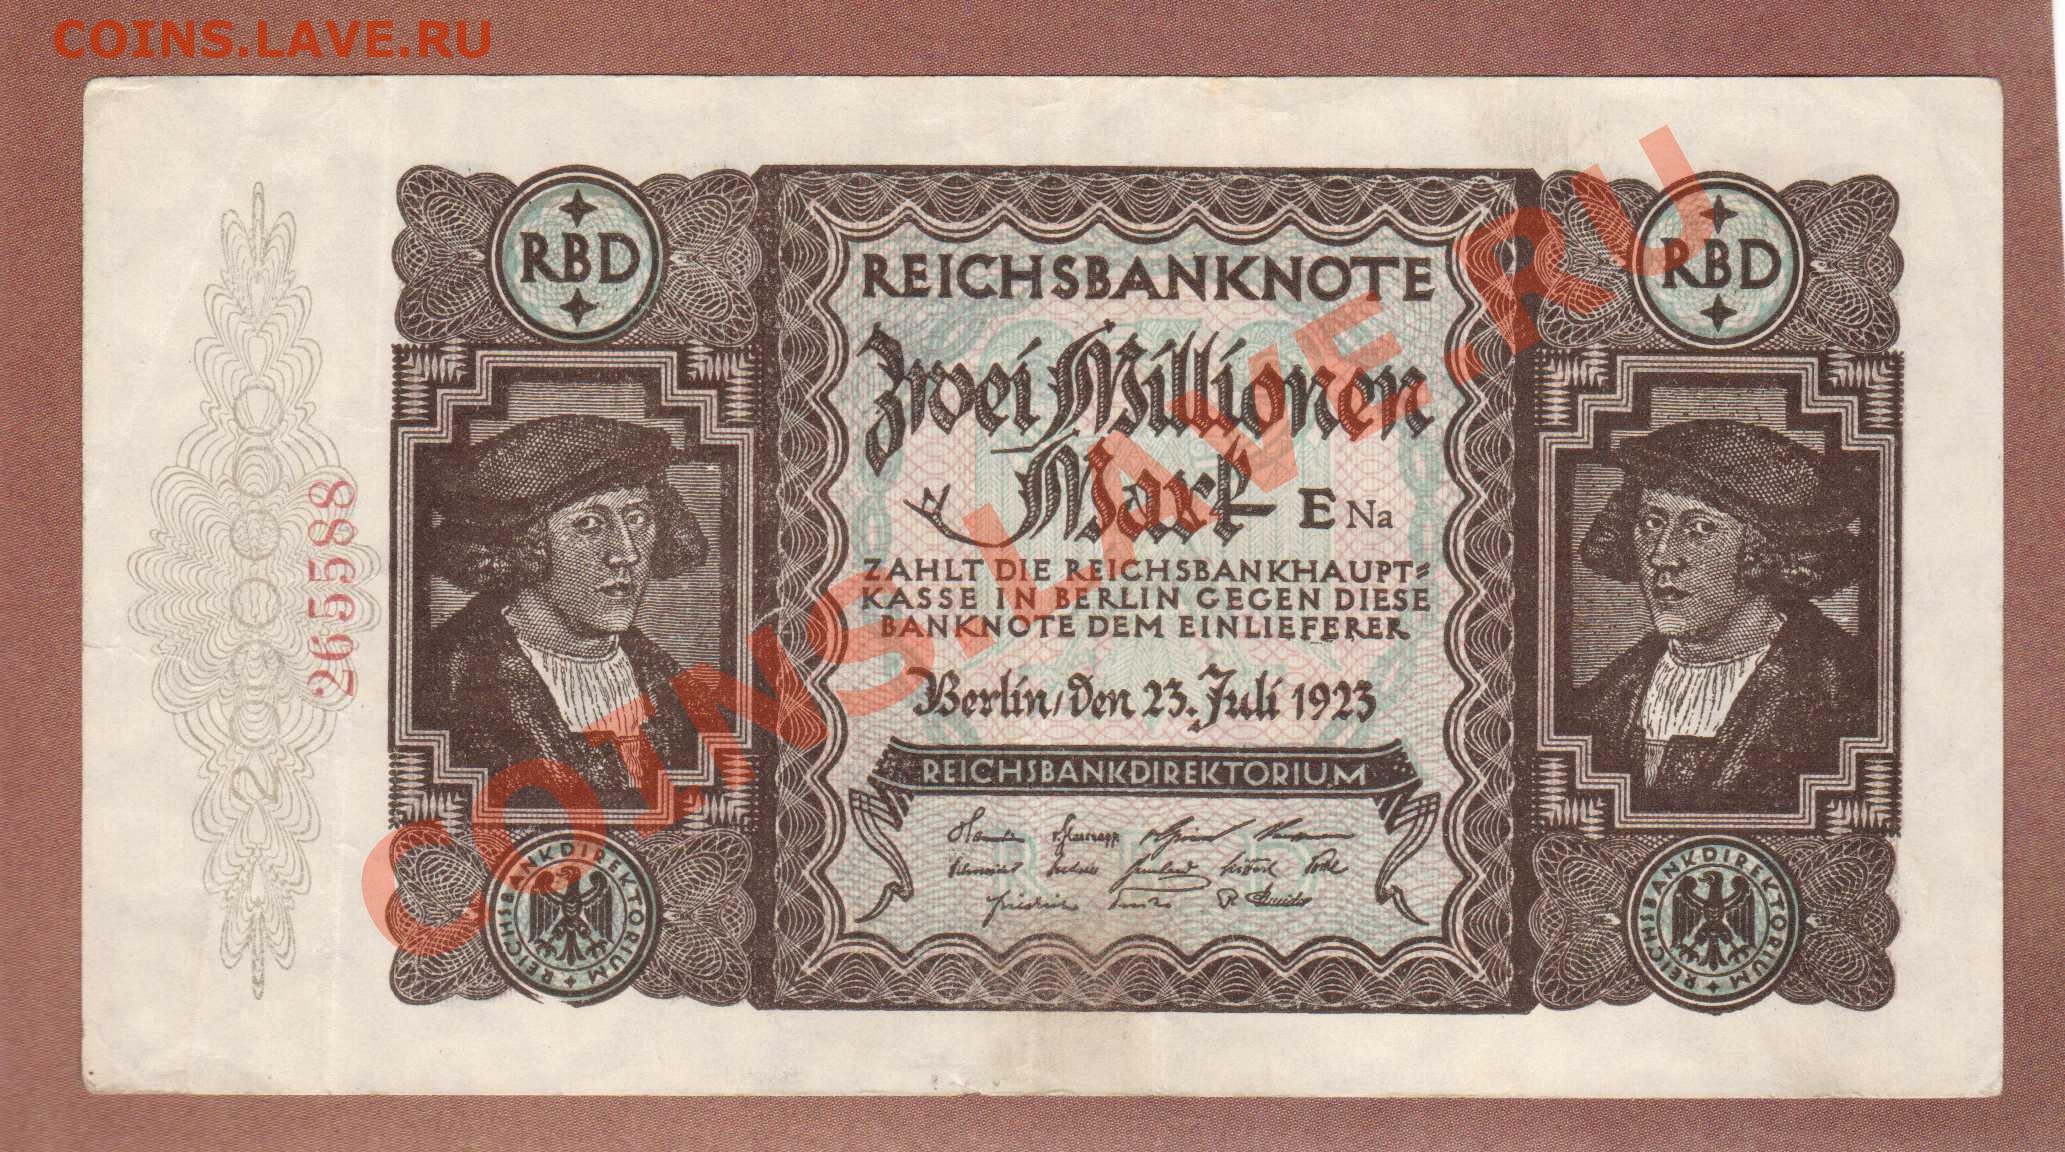 COINS.LAVE.RU
RBD
RBD
REICHSBANKNOTE
Zwei Millionen
Mark E Na
ZAHLT DIE REICHSBANKHAUPT-
KASSE IN BERLIN GEGEN DIESE
BANKNOTE DEM EINLIEFERER
Berlin, den 23. Juli 1923
REICHSBANKDIREKTORIUM
REICHSBANKDIREKTORIUM
REICHSBANKDIREKTORIUM
265588
2000000
COINS.LAVE.RU